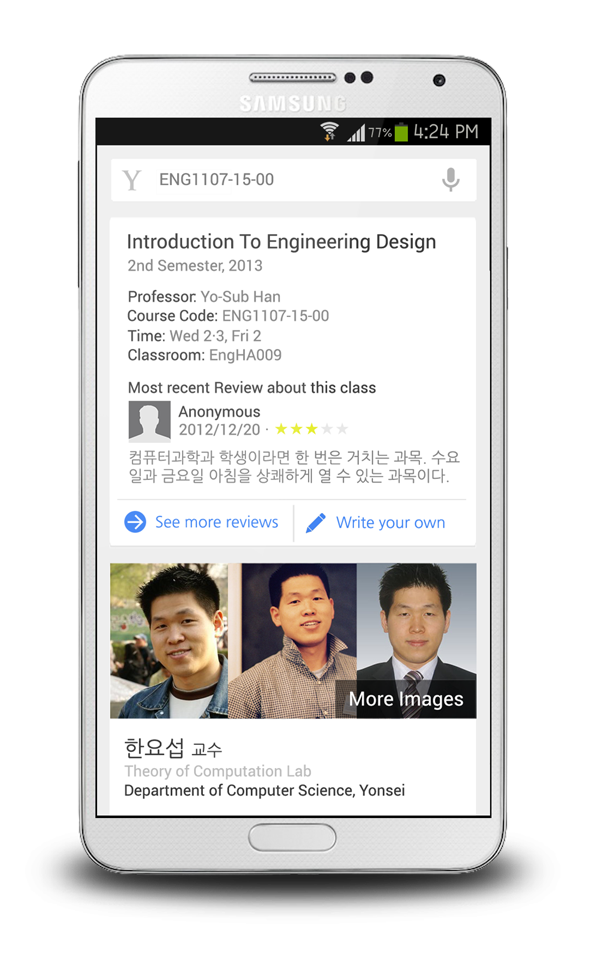 SAMSUNG
77% 4:24 PM
Y ENG1107-15-00
Introduction To Engineering Design
2nd Semester, 2013
Professor: Yo-Sub Han
Course Code: ENG1107-15-00
Time: Wed 2·3, Fri 2
Classroom: EngHA009
Most recent Review about this class
Anonymous
2012/12/20 · ★★★★★
컴퓨터과학과 학생이라면 한 번은 거치는 과목. 수요
일과 금요일 아침을 상쾌하게 열 수 있는 과목이다.
See more reviews Write your own
More Images
한요섭 교수
Theory of Computation Lab
Department of Computer Science, Yonsei